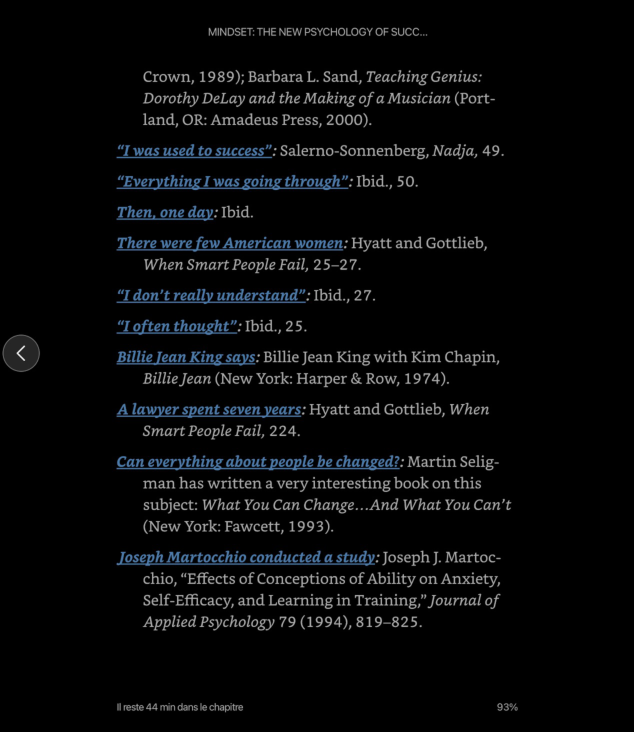 MINDSET: THE NEW PSYCHOLOGY OF SUCC...
Crown, 1989); Barbara L. Sand, Teaching Genius:
Dorothy DeLay and the Making of a Musician (Port-
land, OR: Amadeus Press, 2000).
“I was used to success”: Salerno-Sonnenberg, Nadja, 49.
“Everything I was going through”: Ibid., 50.
Then, one day: Ibid.
There were few American women: Hyatt and Gottlieb,
When Smart People Fail, 25–27.
“I don’t really understand”: Ibid., 27.
“I often thought”: Ibid., 25.
Billie Jean King says: Billie Jean King with Kim Chapin,
Billie Jean (New York: Harper & Row, 1974).
A lawyer spent seven years: Hyatt and Gottlieb, When
Smart People Fail, 224.
Can everything about people be changed?: Martin Selig-
man has written a very interesting book on this
subject: What You Can Change...And What You Can’t
(New York: Fawcett, 1993).
Joseph Martocchio conducted a study: Joseph J. Martoc-
chio, “Effects of Conceptions of Ability on Anxiety,
Self-Efficacy, and Learning in Training,” Journal of
Applied Psychology 79 (1994), 819–825.
Il reste 44 min dans le chapitre
93%